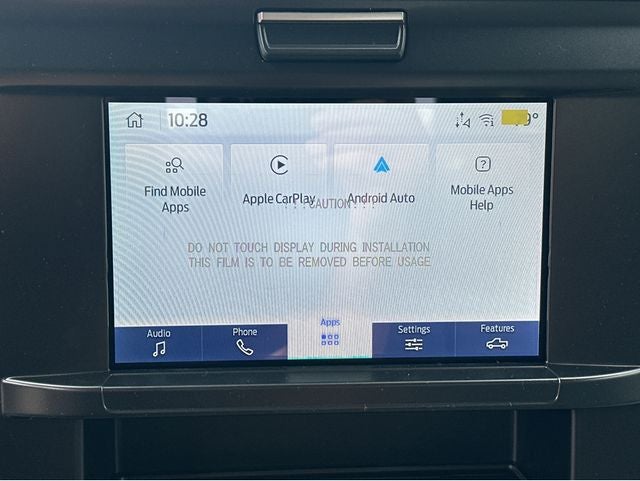 10:28
9°
Find Mobile Apple CarPlay Android Auto Mobile Apps
Apps Help
!!!CAUTION!!!
DO NOT TOUCH DISPLAY DURING INSTALLATION
THIS FILM IS TO BE REMOVED BEFORE USAGE
Audio Phone Apps Settings Features